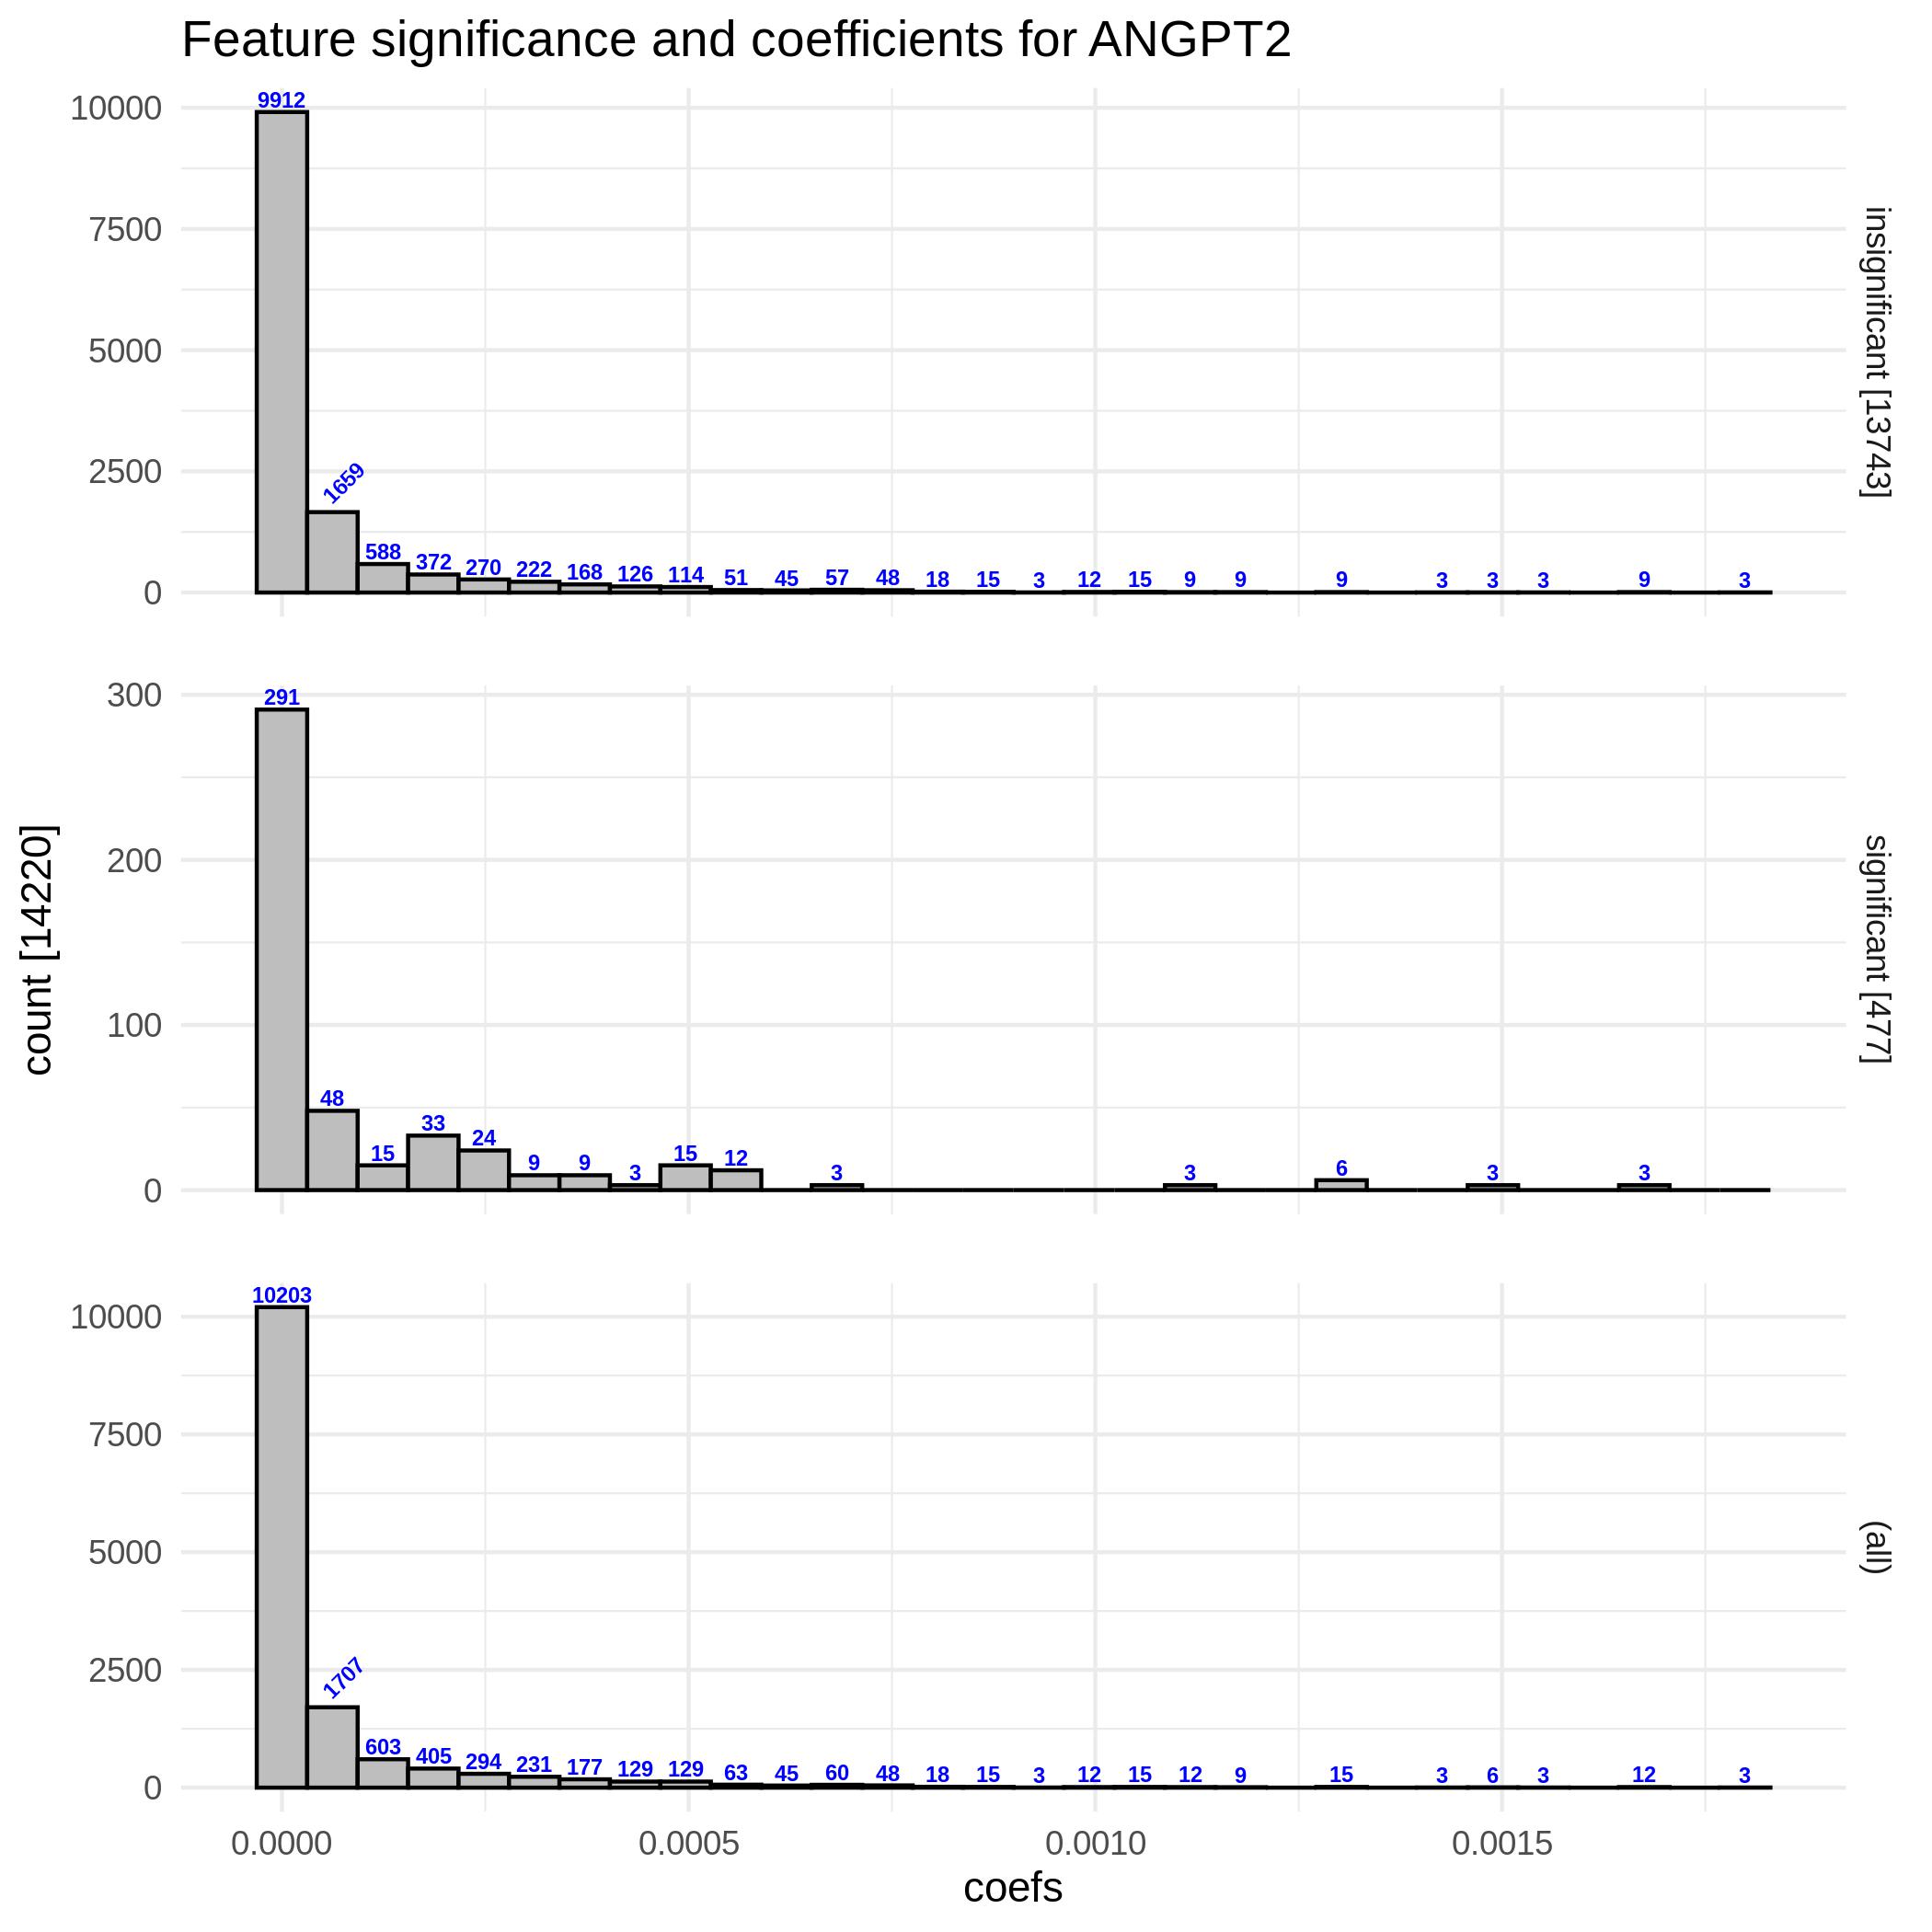 Feature significance and coefficients for ANGPT2
10000
7500
5000
2500
0
9912
1659
588 372 270 222 168 126 114 51 45 57 48 18 15 3 12 15 9 9 9 3 3 3 9 3
insignificant [13743]
count [14220]
300
200
100
0
291
48
15
33
24
9 9 3 15 12 3 3 6 3 3
significant [477]
10000
7500
5000
2500
0
10203
1707
603 405 294 231 177 129 129 63 45 60 48 18 15 3 12 15 12 9 15 3 6 3 12 3
(all)
0.0000 0.0005 0.0010 0.0015
coefs